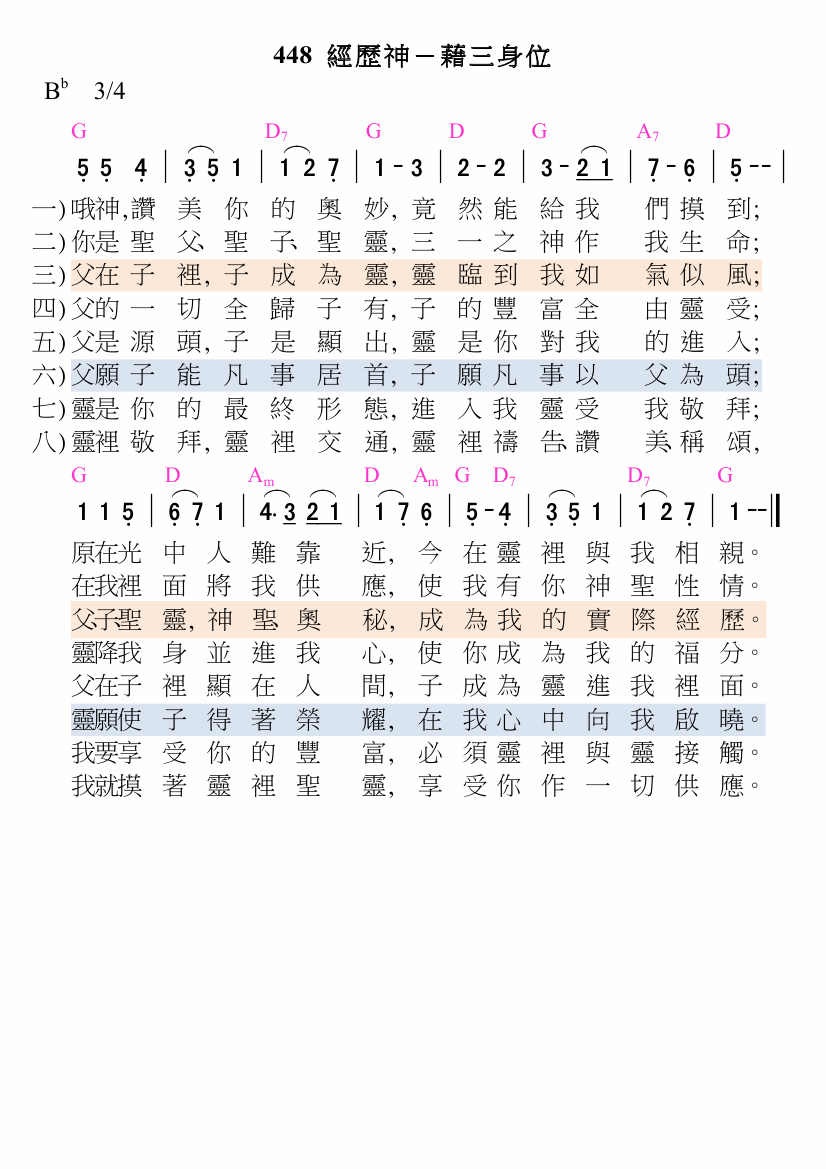 448 經歷神－藉三身位
B♭ 3/4
G D7 G D G A7 D
5 5 4 | 3 5 1 | 1 2 7 | 1 - 3 | 2 - 2 | 3 - 2 1 | 7 - 6 | 5 - - |
一) 哦神, 讚美你的奧妙, 竟然能給我們摸到;
二) 你是聖父、聖子、聖靈, 三一之神作我生命;
三) 父在子裡, 子成為靈, 靈臨到我如氣似風;
四) 父的一切全歸子有, 子的豐富全由靈受;
五) 父是源頭, 子是顯出, 靈是你對我的進入;
六) 父願子能凡事居首, 子願凡事以父為頭;
七) 靈是你的最終形態, 進入我靈受我敬拜;
八) 靈裡敬拜, 靈裡交通, 靈裡禱告、讚美、稱頌,
G D Am D Am G D7 D7 G
1 1 5 | 6 7 1 | 4. 3 2 1 | 1 7 6 | 5 - 4 | 3 5 1 | 1 2 7 | 1 - - ||
原在光中人難靠近, 今在靈裡與我相親。
在我裡面將我供應, 使我有你神聖性情。
父、子、聖靈, 神聖、奧秘, 成為我的實際經歷。
靈降我身並進我心, 使你成為我的福分。
父在子裡顯在人間, 子成為靈進我裡面。
靈願使子得著榮耀, 在我心中向我啟曉。
我要享受你的豐富, 必須靈裡與靈接觸。
我就摸著靈裡聖靈, 享受你作一切供應。